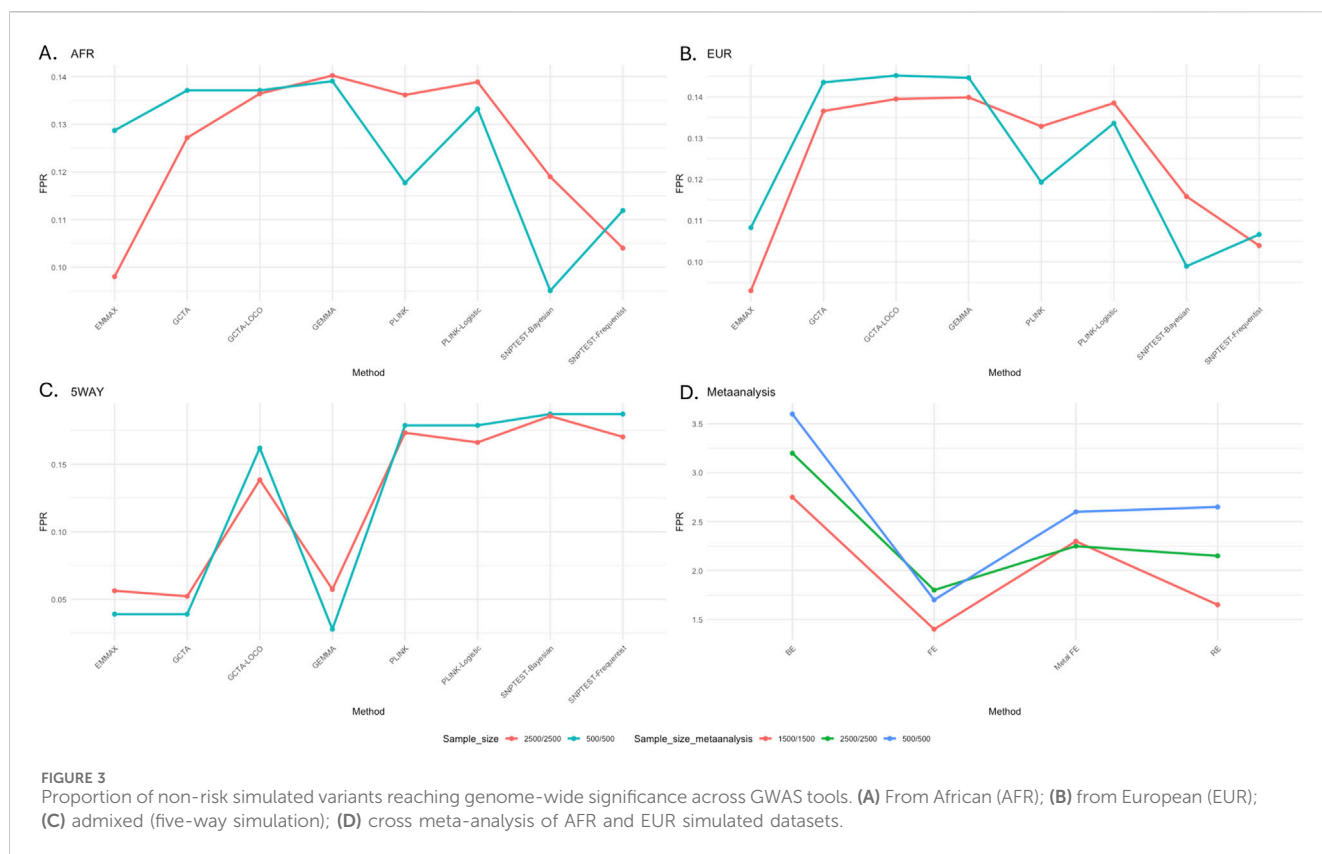 A. AFR
0.14
0.13
0.12
0.11
0.10
FPR
EMMAX
GCTA
GCTA-LOCO
GEMMA
PLINK
PLINK-Logistic
SNPTEST-Bayesian
SNPTEST-Frequentist
Method
B. EUR
0.14
0.13
0.12
0.11
0.10
FPR
EMMAX
GCTA
GCTA-LOCO
GEMMA
PLINK
PLINK-Logistic
SNPTEST-Bayesian
SNPTEST-Frequentist
Method
C. 5WAY
0.15
0.10
0.05
FPR
EMMAX
GCTA
GCTA-LOCO
GEMMA
PLINK
PLINK-Logistic
SNPTEST-Bayesian
SNPTEST-Frequentist
Method
D. Metaanalysis
3.5
3.0
2.5
2.0
1.5
FPR
BE
FE
Metal FE
RE
Method
Sample_size 2500/2500 500/500 Sample_size_metaanalysis 1500/1500 2500/2500 500/500
FIGURE 3
Proportion of non-risk simulated variants reaching genome-wide significance across GWAS tools. (A) From African (AFR); (B) from European (EUR);
(C) admixed (five-way simulation); (D) cross meta-analysis of AFR and EUR simulated datasets.